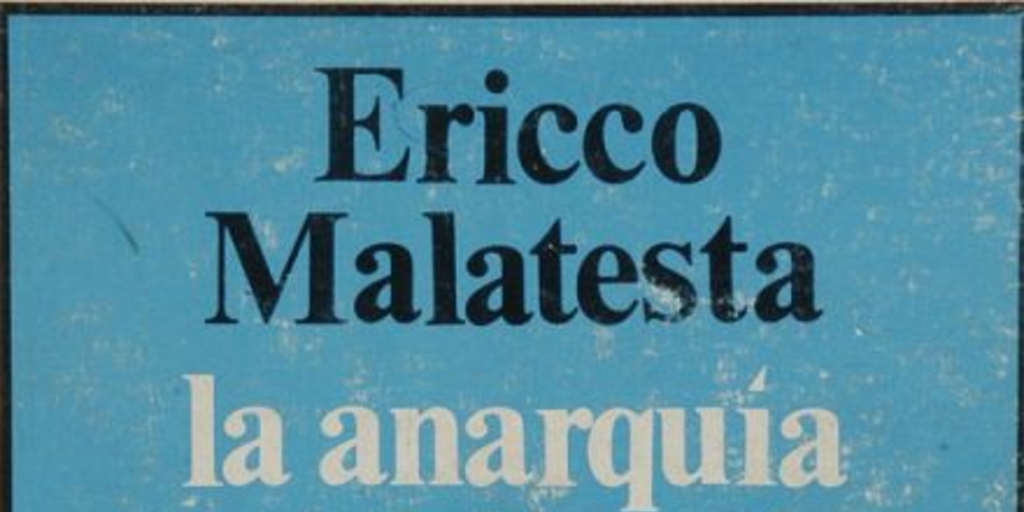 Ericco
Malatesta
la anarquía